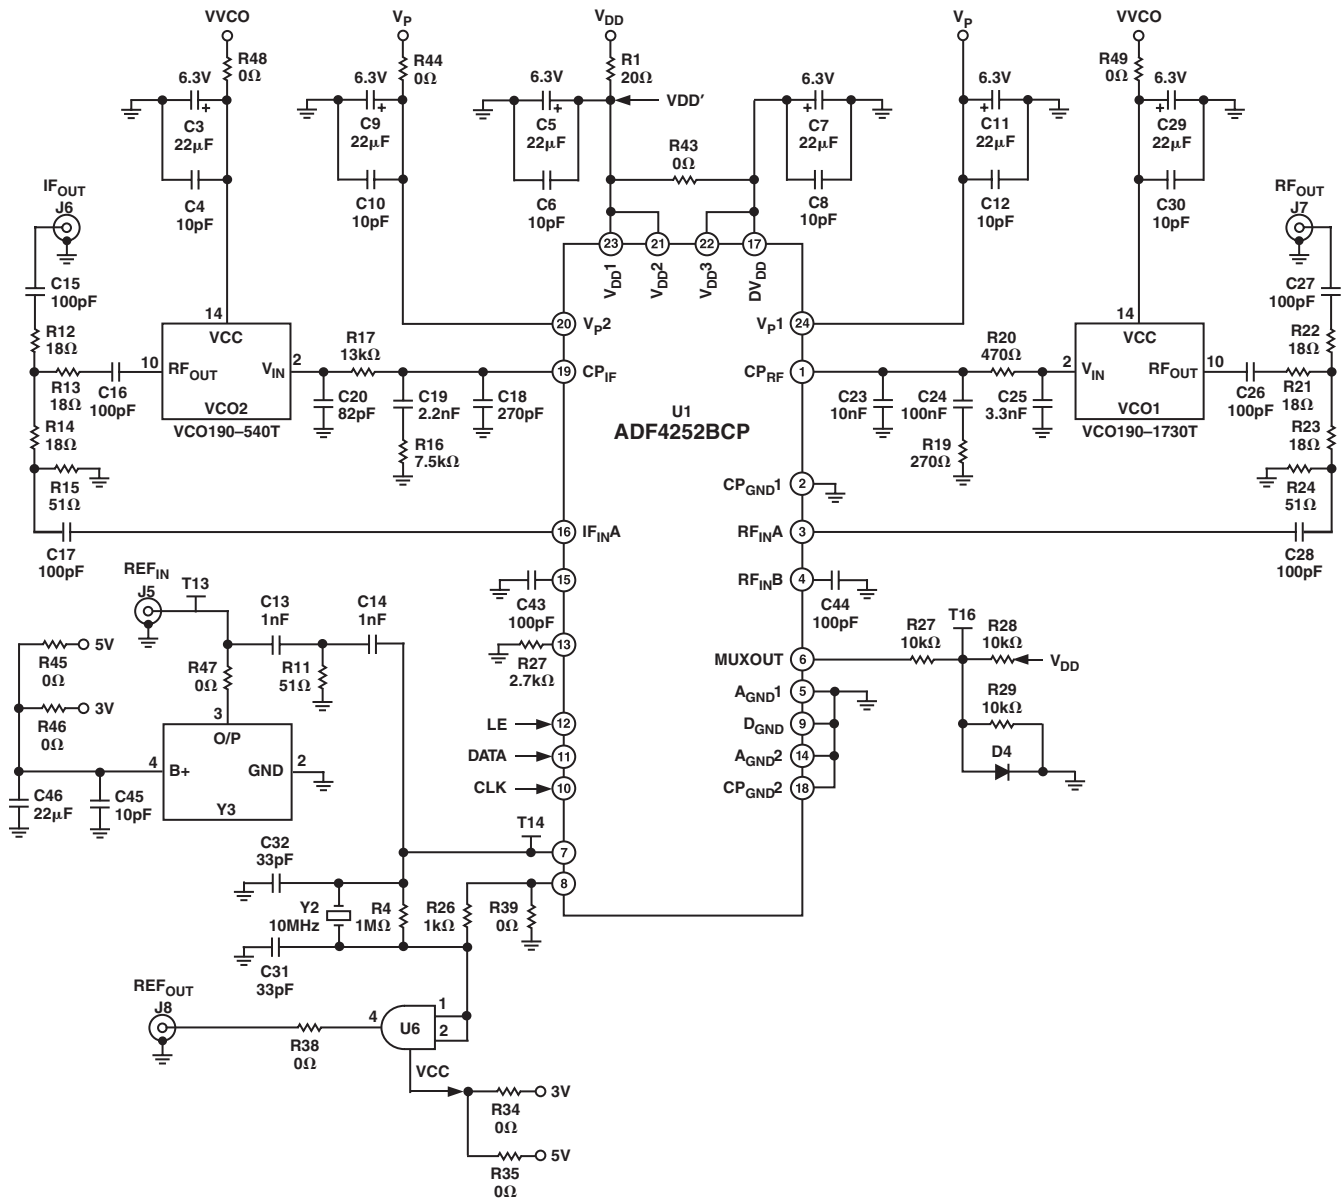 VVCO
R48
0Ω
6.3V
C3
22μF
C4
10pF
VP
R44
0Ω
6.3V
C9
22μF
C10
10pF
VDD
R1
20Ω
VDD'
6.3V
C5
22μF
C6
10pF
R43
0Ω
6.3V
C7
22μF
C8
10pF
VP
6.3V
C11
22μF
C12
10pF
VVCO
R49
0Ω
6.3V
C29
22μF
C30
10pF
IFOUT
J6
C15
100pF
R12
18Ω
R13
18Ω
R14
18Ω
R15
51Ω
C17
100pF
C16
100pF
14
VCC
10
RFOUT
VIN
2
VCO2
VCO190–540T
R17
13kΩ
C20
82pF
C19
2.2nF
R16
7.5kΩ
C18
270pF
23
21
22
17
VDD1
VDD2
VDD3
DVDD
20
VP2
19
CPIF
U1
ADF4252BCP
VP1
24
CPRF
1
CPGND1
2
16
IFINA
RFINA
3
15
RFINB
4
C43
100pF
C44
100pF
13
R27
2.7kΩ
LE
12
DATA
11
CLK
10
T14
7
8
MUXOUT
6
AGND1
5
DGND
9
AGND2
14
CPGND2
18
R27
10kΩ
T16
R28
10kΩ
VDD
R29
10kΩ
D4
C23
10nF
C24
100nF
R19
270Ω
R20
470Ω
C25
3.3nF
14
VCC
2
VIN
RFOUT
10
VCO1
VCO190–1730T
C26
100pF
RFOUT
J7
C27
100pF
R22
18Ω
R21
18Ω
R23
18Ω
R24
51Ω
C28
100pF
REFIN
J5
T13
C13
1nF
C14
1nF
R47
0Ω
R11
51Ω
5V
R45
0Ω
3V
R46
0Ω
3
O/P
4
B+
GND
2
Y3
C46
22μF
C45
10pF
C32
33pF
Y2
10MHz
R4
1MΩ
R26
1kΩ
R39
0Ω
C31
33pF
REFOUT
J8
R38
0Ω
4
U6
1
2
VCC
3V
R34
0Ω
5V
R35
0Ω